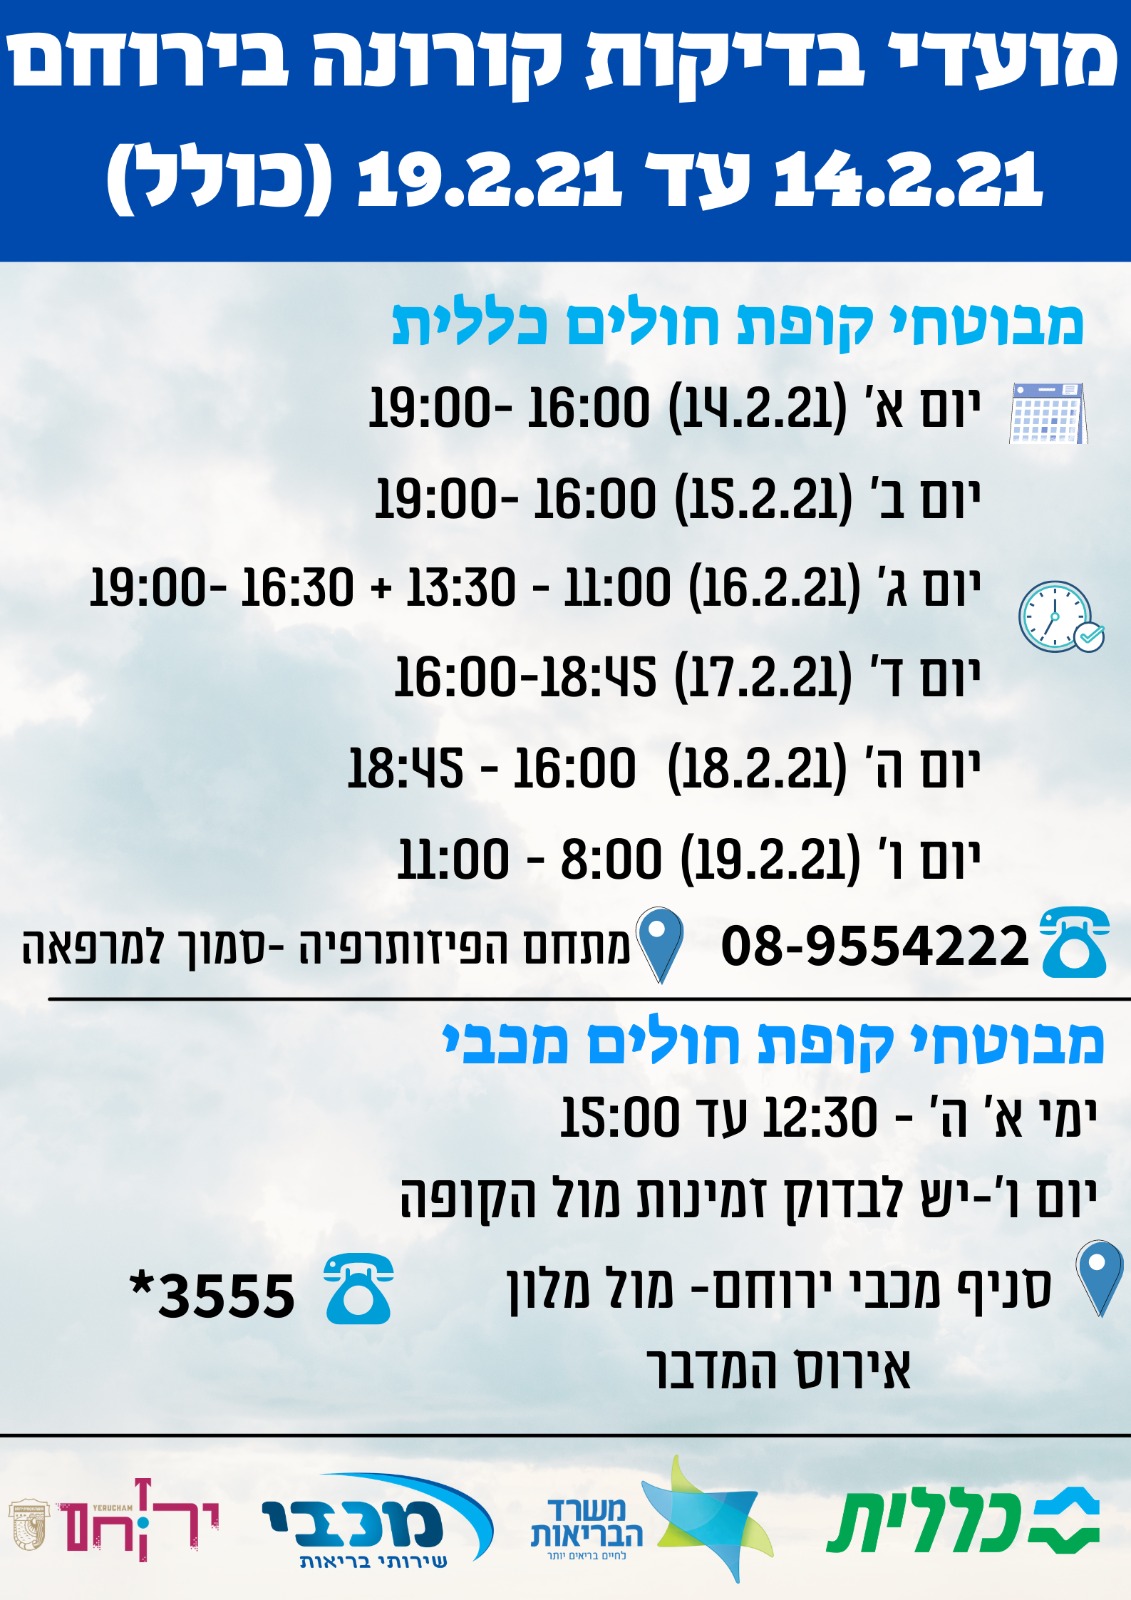 מועדי בדיקות קורונה בירוחם
14.2.21 עד 19.2.21 (כולל)
מבוטחי קופת חולים כללית
יום א' (14.2.21) 16:00 -19:00
יום ב' (15.2.21) 16:00 -19:00
יום ג' (16.2.21) 11:00 - 13:30 + 16:30 -19:00
יום ד' (17.2.21) 16:00-18:45
יום ה' (18.2.21) 16:00 - 18:45
יום ו' (19.2.21) 8:00 - 11:00
08-9554222 מתחם הפיזותרפיה -סמוך למרפאה
מבוטחי קופת חולים מכבי
ימי א' ה' - 12:30 עד 15:00
יום ו'-יש לבדוק זמינות מול הקופה
סניף מכבי ירוחם- מול מלון
אירוס המדבר
*3555
כללית
משרד
הבריאות
לחיים בריאים יותר
מכבי
שירותי בריאות
YERUCHAM
ירוחם